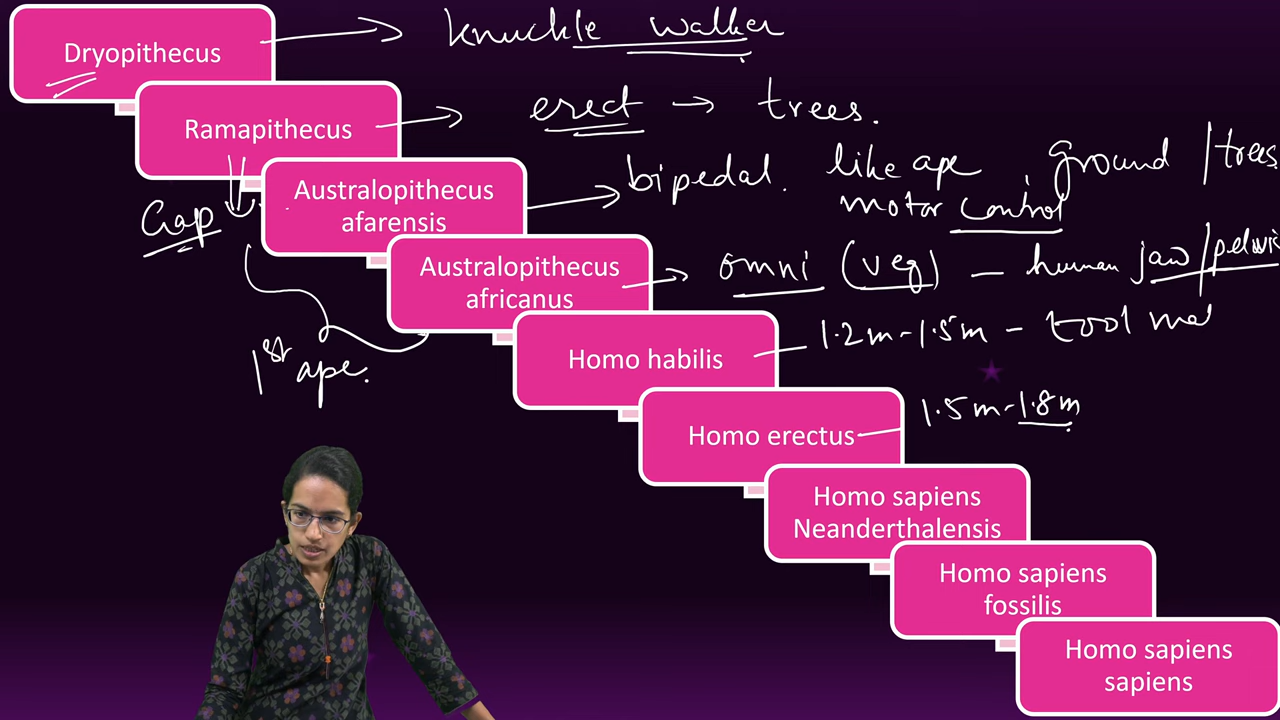 Dryopithecus → knuckle walker
Ramapithecus → erect → trees.
Australopithecus
afarensis → bipedal. like ape, ground / trees
motor control
Gap
Australopithecus
africanus → omni (veg) – human jaw / pelvic
1st ape.
Homo habilis – 1.2m - 1.5m – tool
Homo erectus – 1.5m - 1.8m
Homo sapiens
Neanderthalensis
Homo sapiens
fossilis
Homo sapiens
sapiens